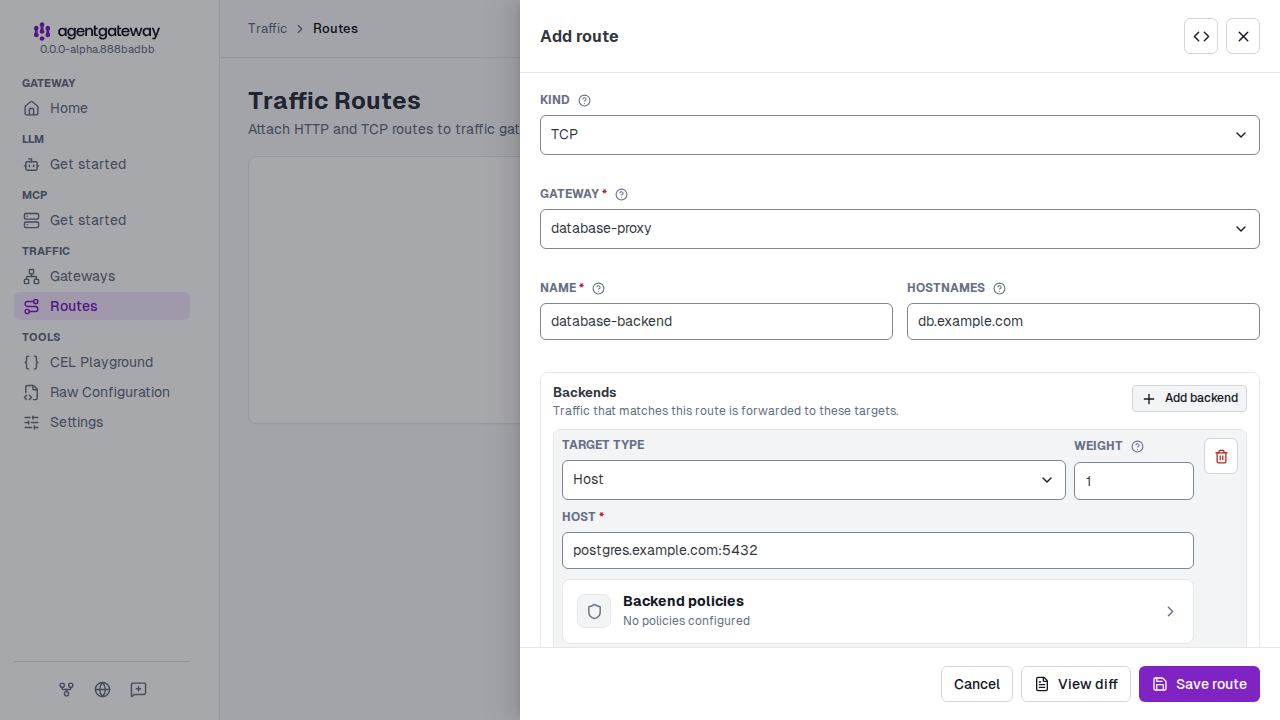 agentgateway
0.0.0-alpha.888badbb
GATEWAY
Home
LLM
Get started
MCP
Get started
TRAFFIC
Gateways
Routes
TOOLS
CEL Playground
Raw Configuration
Settings
Traffic > Routes
Traffic Routes
Attach HTTP and TCP routes to traffic gat
Add route
KIND
TCP
GATEWAY *
database-proxy
NAME * HOSTNAMES
database-backend db.example.com
Backends
Traffic that matches this route is forwarded to these targets.
Add backend
TARGET TYPE WEIGHT
Host 1
HOST *
postgres.example.com:5432
Backend policies
No policies configured
Cancel View diff Save route